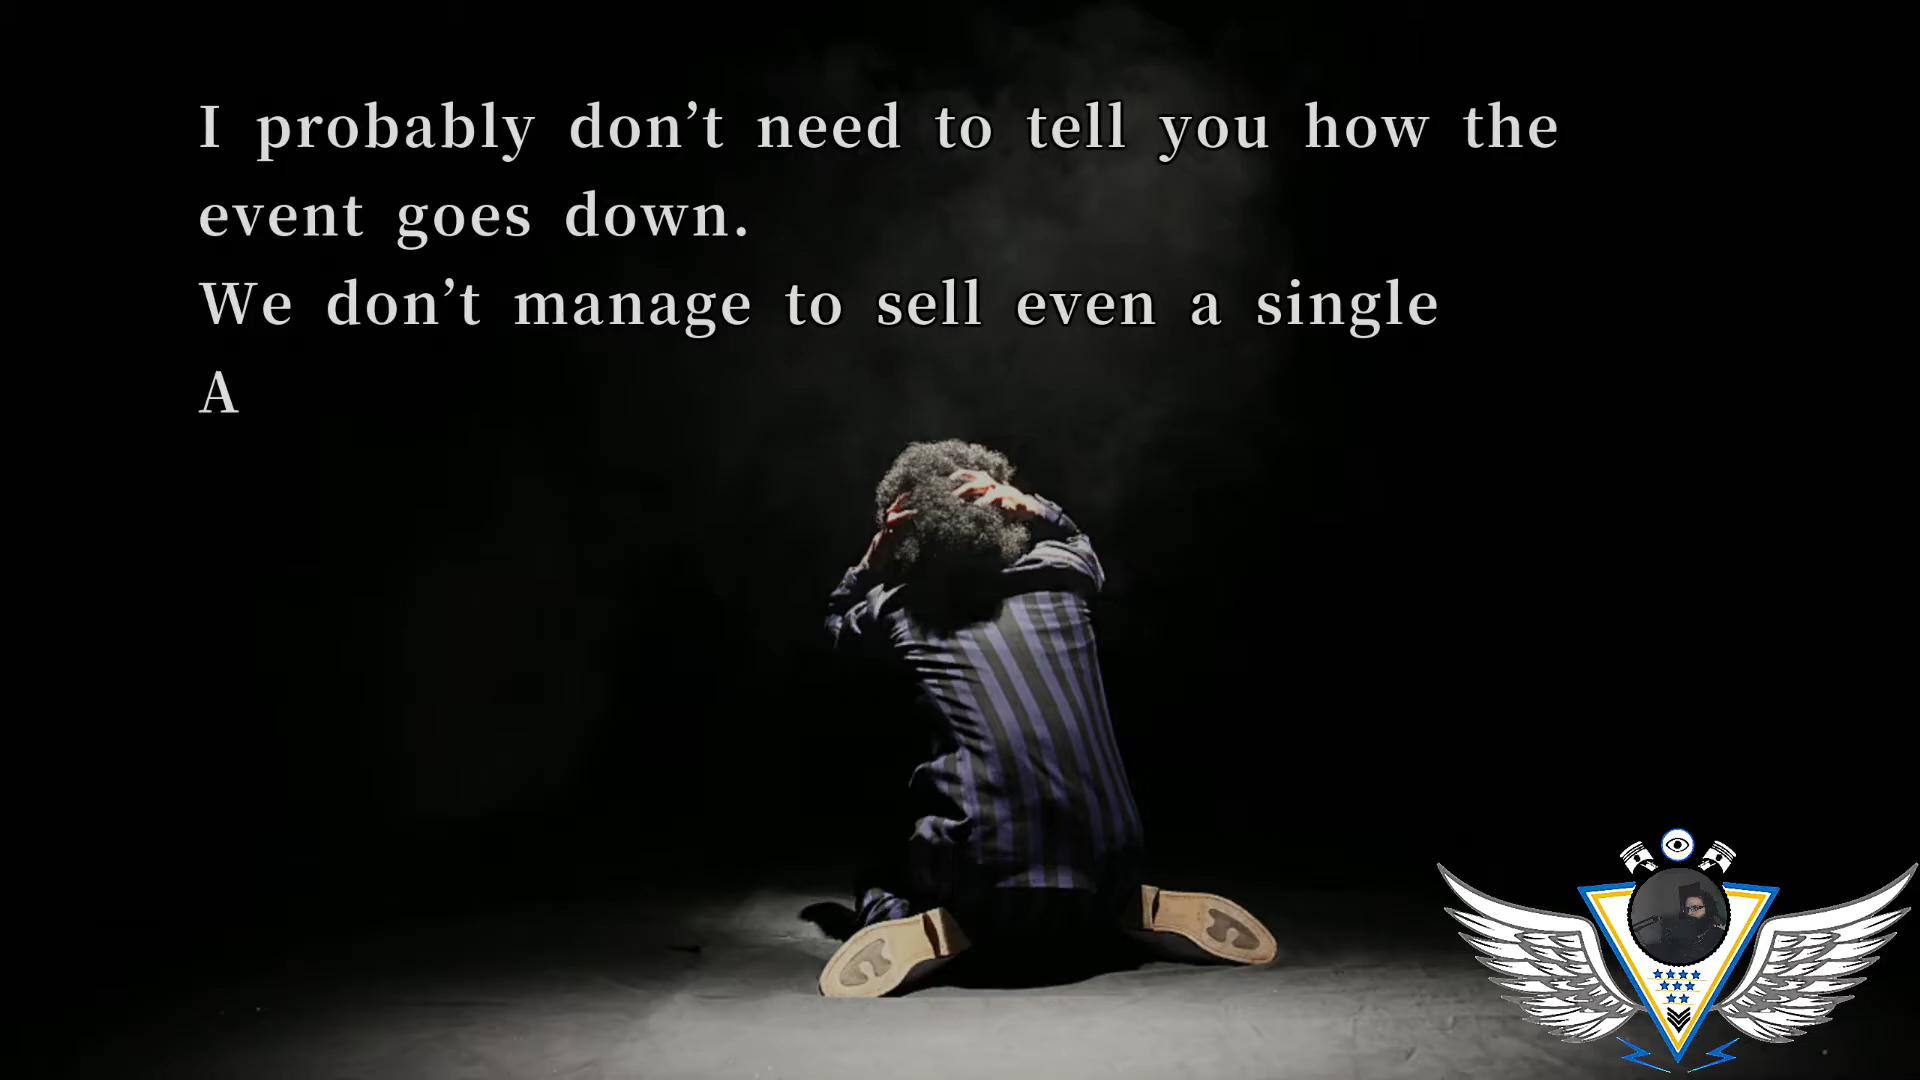 I probably don’t need to tell you how the
event goes down.
We don’t manage to sell even a single
A